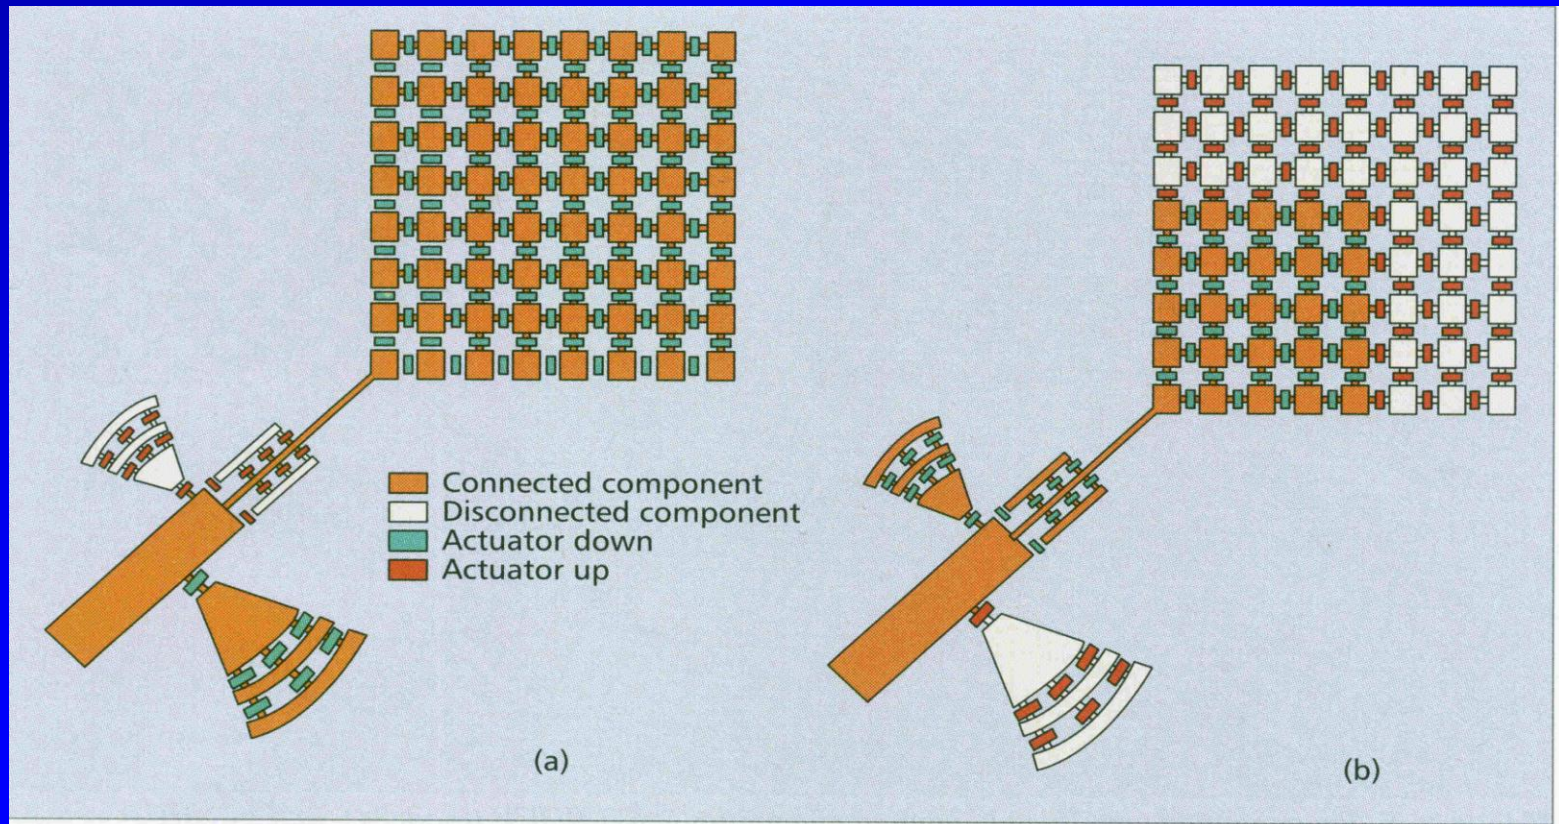 Connected component
Disconnected component
Actuator down
Actuator up
(a)
(b)